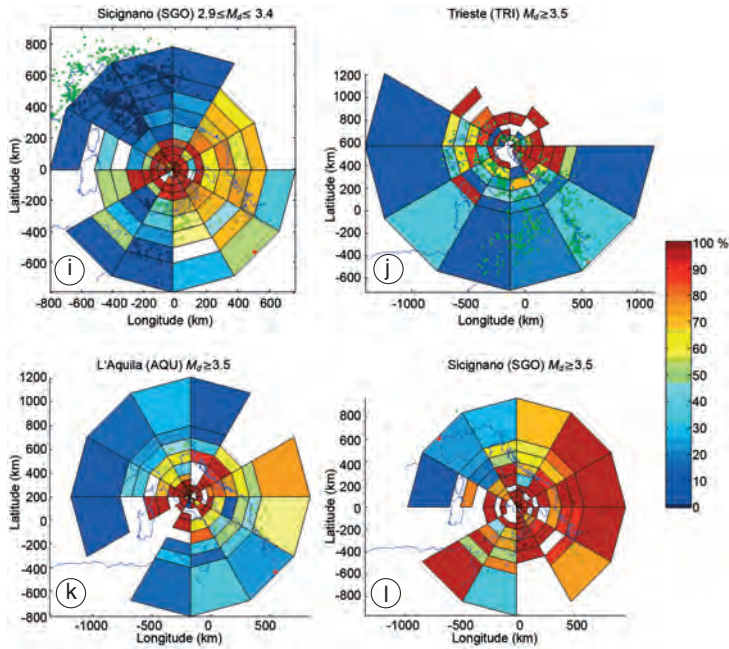 Sicignano (SGO) 2.9≤Md≤ 3.4
Trieste (TRI) Md≥3.5
800
600
400
200
0
-200
-400
-600
Latitude (km)
-800 -600 -400 -200 0 200 400 600
Longitude (km)
i
1200
1000
800
600
400
200
0
-200
-400
-600
Latitude (km)
-1000 -500 0 500 1000
Longitude (km)
j
100 %
90
80
70
60
50
40
30
20
10
0
L'Aquila (AQU) Md≥3.5
Sicignano (SGO) Md≥3.5
1200
1000
800
600
400
200
0
-200
-400
-600
-800
Latitude (km)
-1000 -500 0 500
Longitude (km)
k
800
600
400
200
0
-200
-400
-600
-800
Latitude (km)
-1000 -500 0 500
Longitude (km)
l